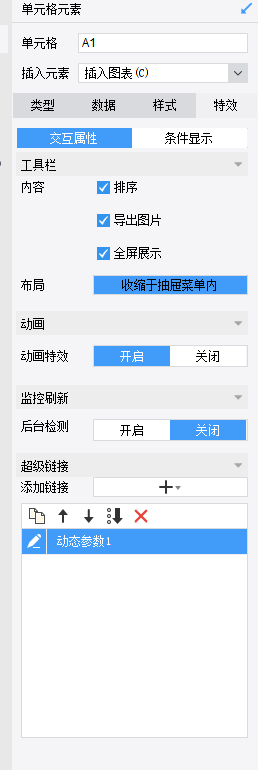 单元格元素
单元格 A1
插入元素 插入图表(C)
类型 数据 样式 特效
交互属性 条件显示
工具栏
内容 排序
导出图片
全屏展示
布局 收缩于抽屉菜单内
动画
动画特效 开启 关闭
监控刷新
后台检测 开启 关闭
超级链接
添加链接
动态参数1